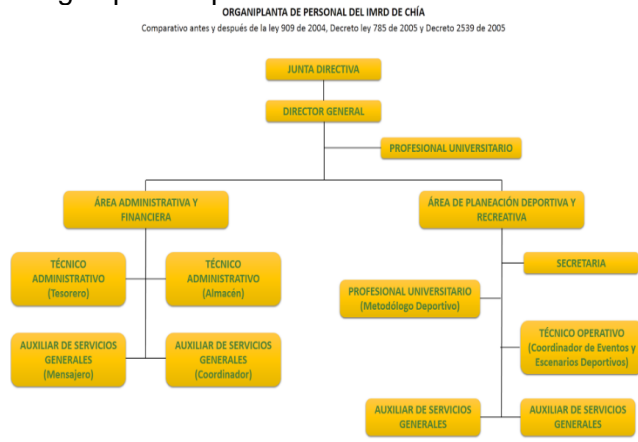 ORGANIPLANTA DE PERSONAL DEL IMRD DE CHÍA
Comparativo antes y después de la ley 909 de 2004, Decreto ley 785 de 2005 y Decreto 2539 de 2005
JUNTA DIRECTIVA
DIRECTOR GENERAL
PROFESIONAL UNIVERSITARIO
ÁREA ADMINISTRATIVA Y
FINANCIERA
ÁREA DE PLANEACIÓN DEPORTIVA Y
RECREATIVA
TÉCNICO
ADMINISTRATIVO
(Tesorero)
TÉCNICO
ADMINISTRATIVO
(Almacén)
SECRETARIA
PROFESIONAL UNIVERSITARIO
(Metodólogo Deportivo)
AUXILIAR DE SERVICIOS
GENERALES
(Mensajero)
AUXILIAR DE SERVICIOS
GENERALES
(Coordinador)
TÉCNICO OPERATIVO
(Coordinador de Eventos y
Escenarios Deportivos)
AUXILIAR DE SERVICIOS
GENERALES
AUXILIAR DE SERVICIOS
GENERALES